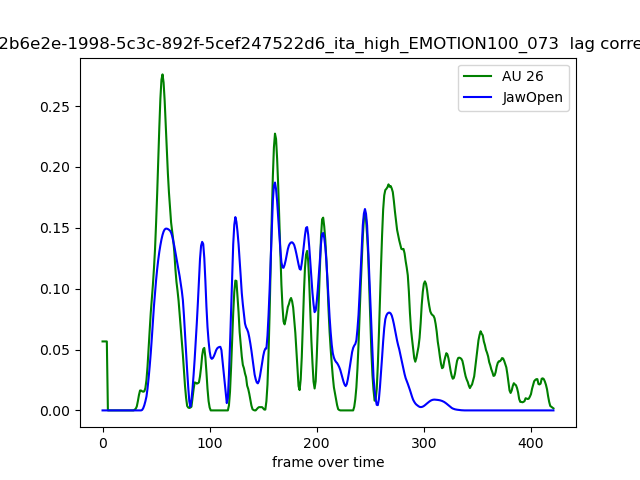 2b6e2e-1998-5c3c-892f-5cef247522d6_ita_high_EMOTION100_073 lag corre
AU 26
JawOpen
0.25
0.20
0.15
0.10
0.05
0.00
0 100 200 300 400
frame over time